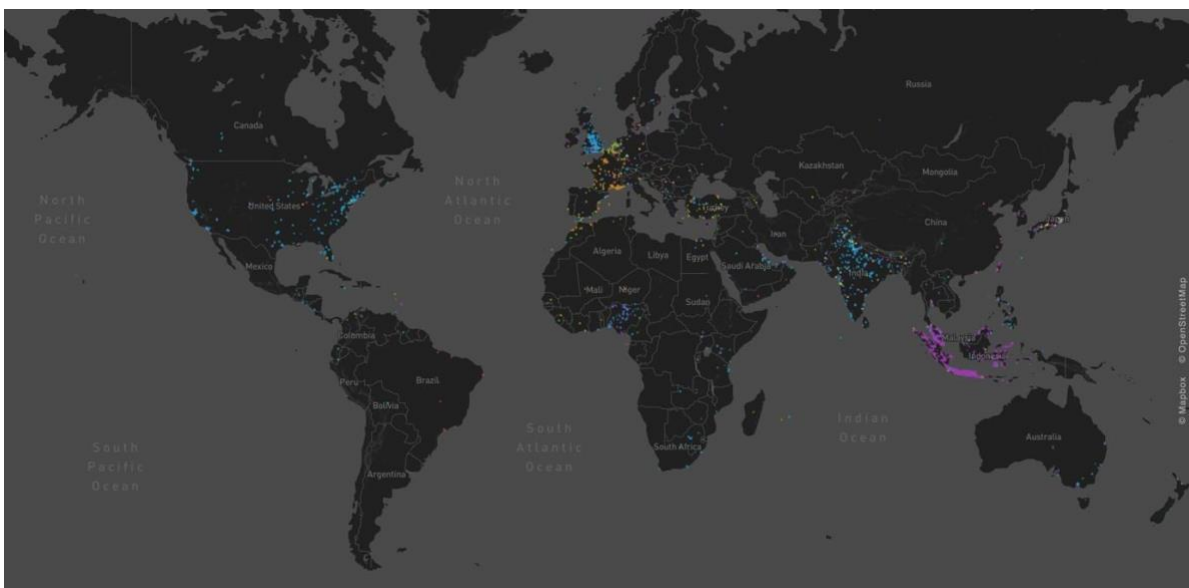 Russia
Canada
Kazakhstan
Mongolia
North
Pacific
Ocean
North
Atlantic
Ocean
United States
China
Japan
Iran
Algeria
Libya
Egypt
Saudi Arabia
Mexico
India
Mali
Niger
Sudan
Colombia
Malaysia
Indonesia
Peru
Brazil
Bolivia
South
Pacific
Ocean
South
Atlantic
Ocean
Indian
Ocean
South Africa
Australia
Argentina
© Mapbox © OpenStreetMap